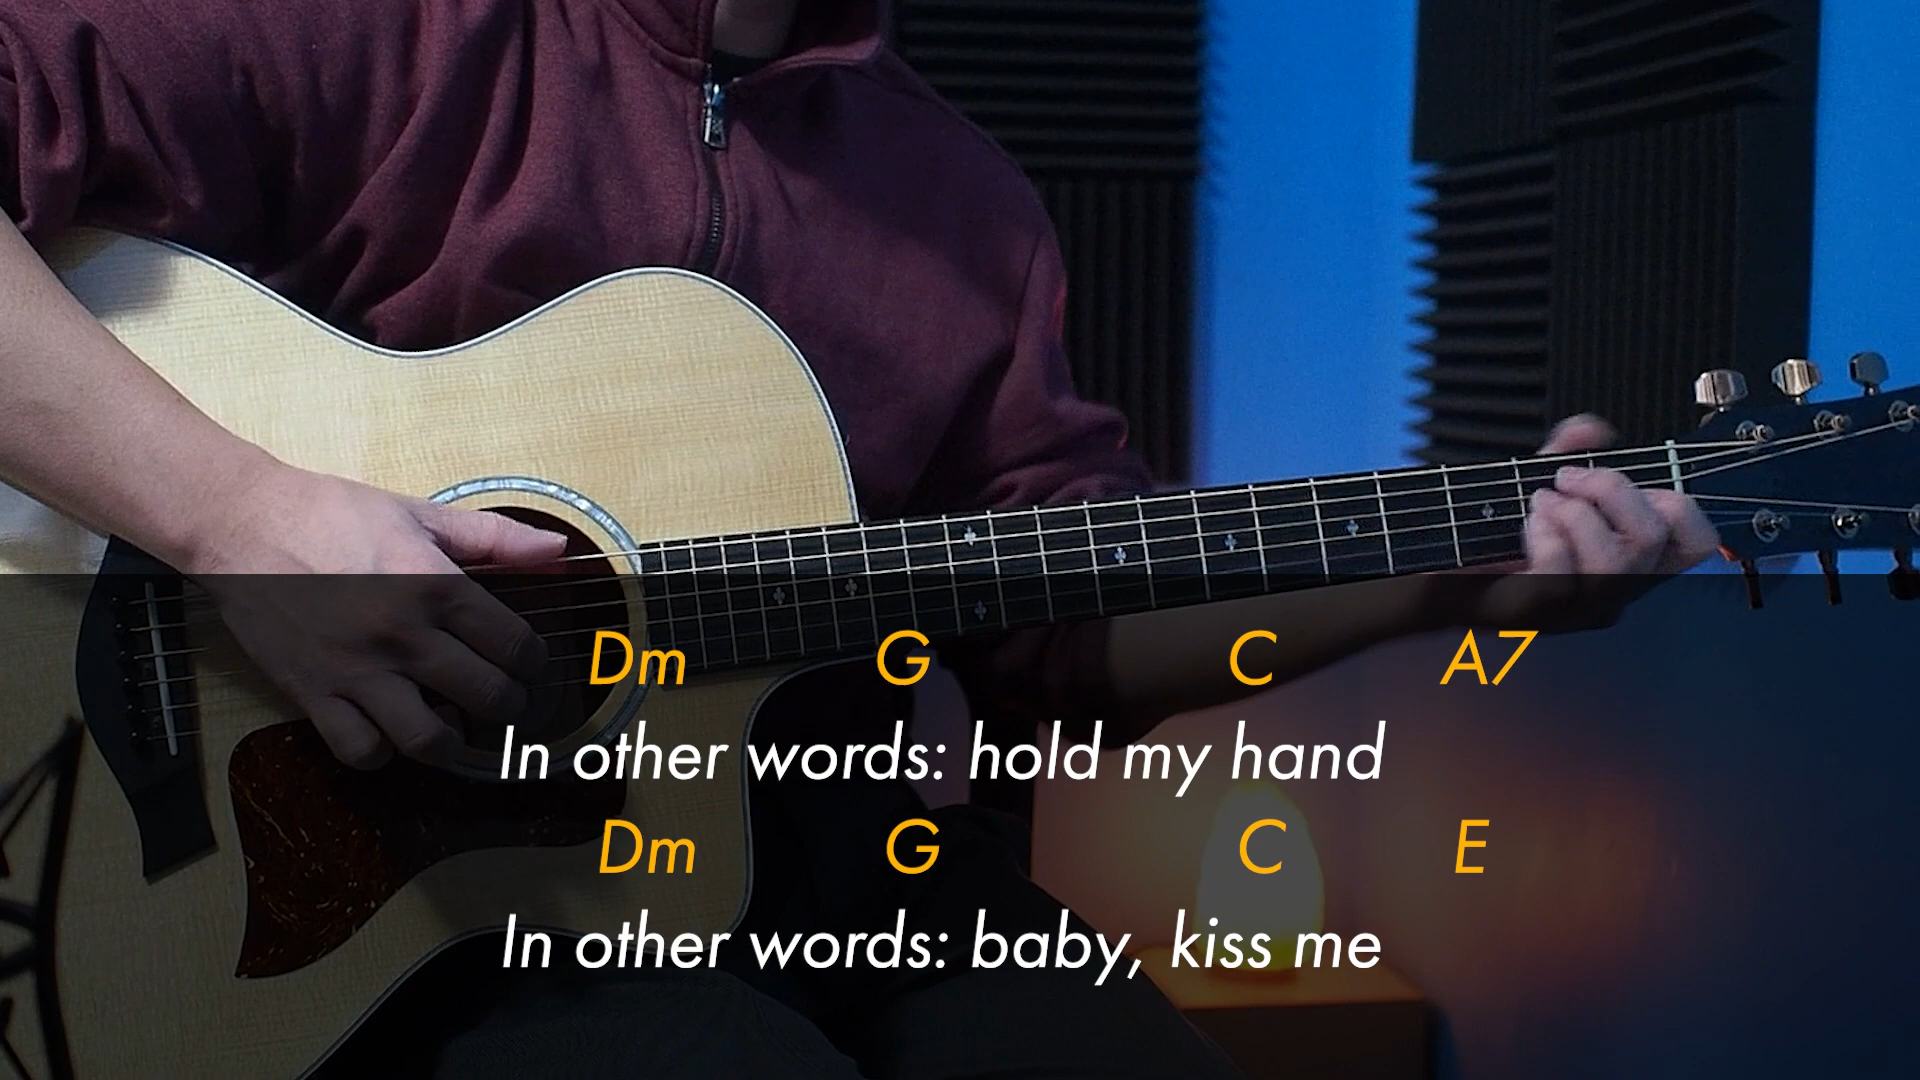 Dm G C A7
In other words: hold my hand
Dm G C E
In other words: baby, kiss me